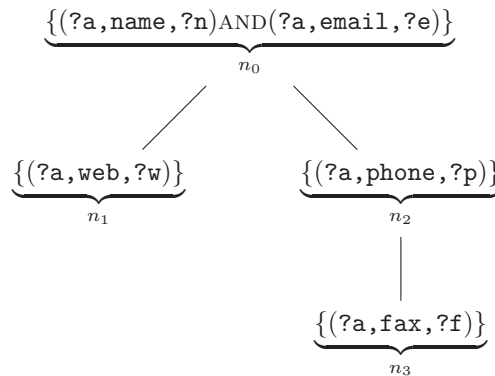 {(?a,name,?n)AND(?a,email,?e)}
n0
{(?a,web,?w)} {(?a,phone,?p)}
n1 n2
{(?a,fax,?f)}
n3